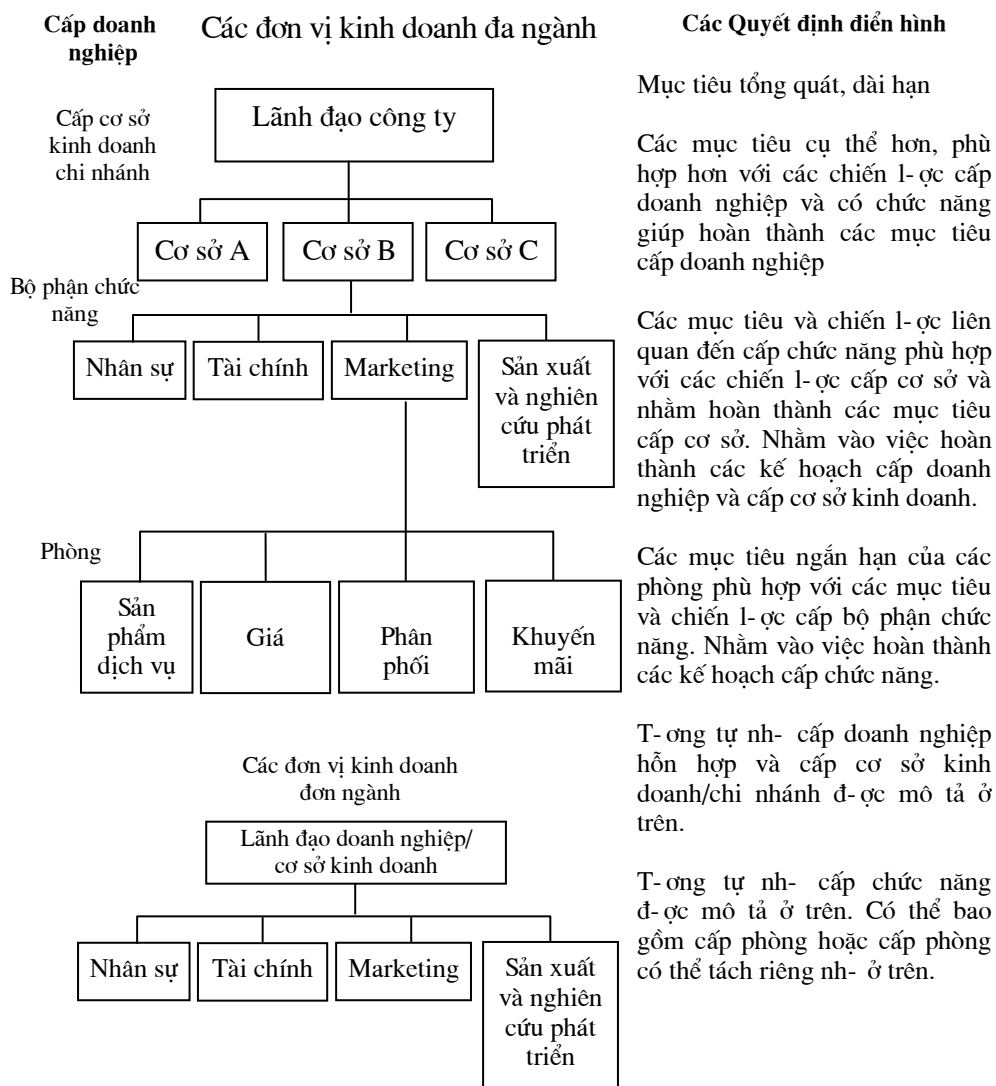 Cấp doanh
nghiệp
Các đơn vị kinh doanh đa ngành
Các Quyết định điển hình
Cấp cơ sở
kinh doanh
chi nhánh
Lãnh đạo công ty
Cơ sở A
Cơ sở B
Cơ sở C
Bộ phận chức
năng
Nhân sự
Tài chính
Marketing
Sản xuất
và nghiên
cứu phát
triển
Phòng
Sản
phẩm
dịch vụ
Giá
Phân
phối
Khuyến
mãi
Mục tiêu tổng quát, dài hạn
Các mục tiêu cụ thể hơn, phù
hợp hơn với các chiến l- ợc cấp
doanh nghiệp và có chức năng
giúp hoàn thành các mục tiêu
cấp doanh nghiệp
Các mục tiêu và chiến l- ợc liên
quan đến cấp chức năng phù hợp
với các chiến l- ợc cấp cơ sở và
nhằm hoàn thành các mục tiêu
cấp cơ sở. Nhằm vào việc hoàn
thành các kế hoạch cấp doanh
nghiệp và cấp cơ sở kinh doanh.
Các mục tiêu ngắn hạn của các
phòng phù hợp với các mục tiêu
và chiến l- ợc cấp bộ phận chức
năng. Nhằm vào việc hoàn thành
các kế hoạch cấp chức năng.
Các đơn vị kinh doanh
đơn ngành
Lãnh đạo doanh nghiệp/
cơ sở kinh doanh
Nhân sự
Tài chính
Marketing
Sản xuất
và nghiên
cứu phát
triển
T- ơng tự nh- cấp doanh nghiệp
hỗn hợp và cấp cơ sở kinh
doanh/chi nhánh đ- ợc mô tả ở
trên.
T- ơng tự nh- cấp chức năng
đ- ợc mô tả ở trên. Có thể bao
gồm cấp phòng hoặc cấp phòng
có thể tách riêng nh- ở trên.